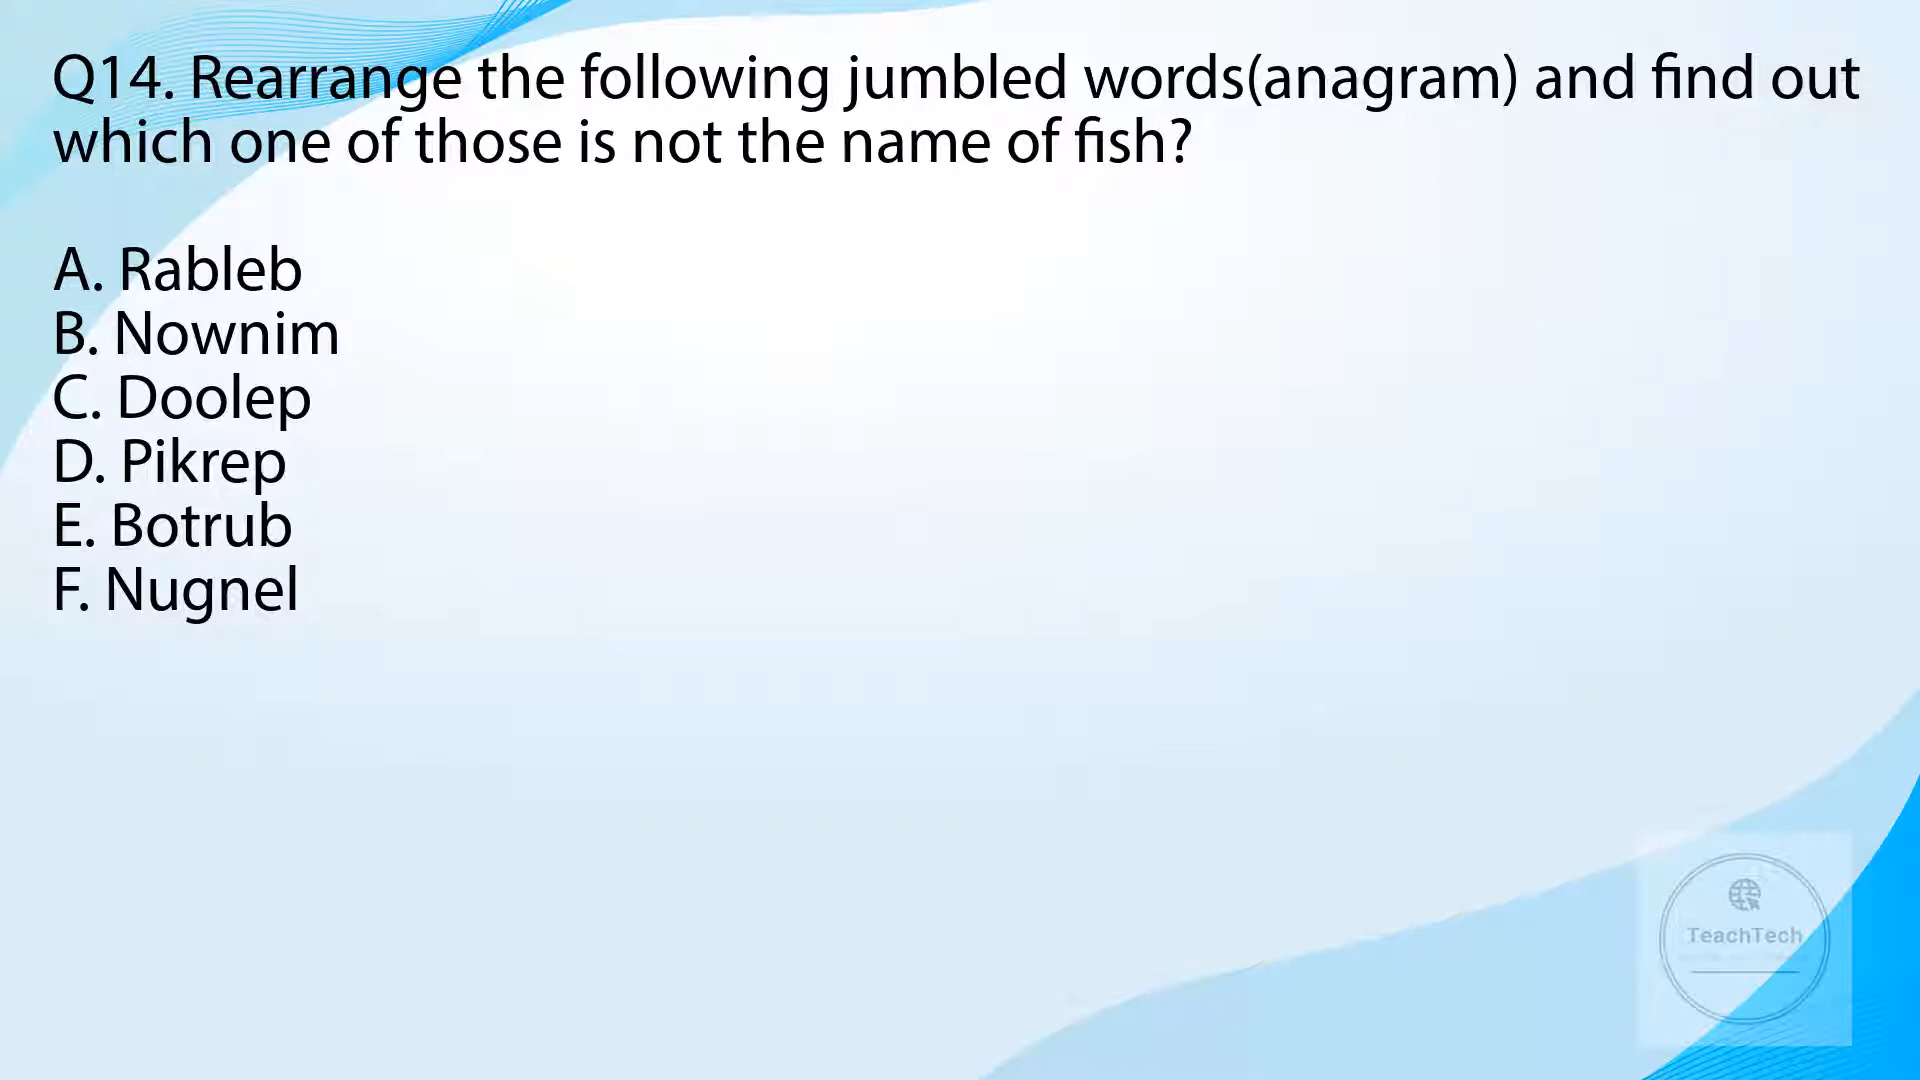 Q14. Rearrange the following jumbled words(anagram) and find out
which one of those is not the name of fish?
A. Rableb
B. Nownim
C. Doolep
D. Pikrep
E. Botrub
F. Nugnel
TeachTech